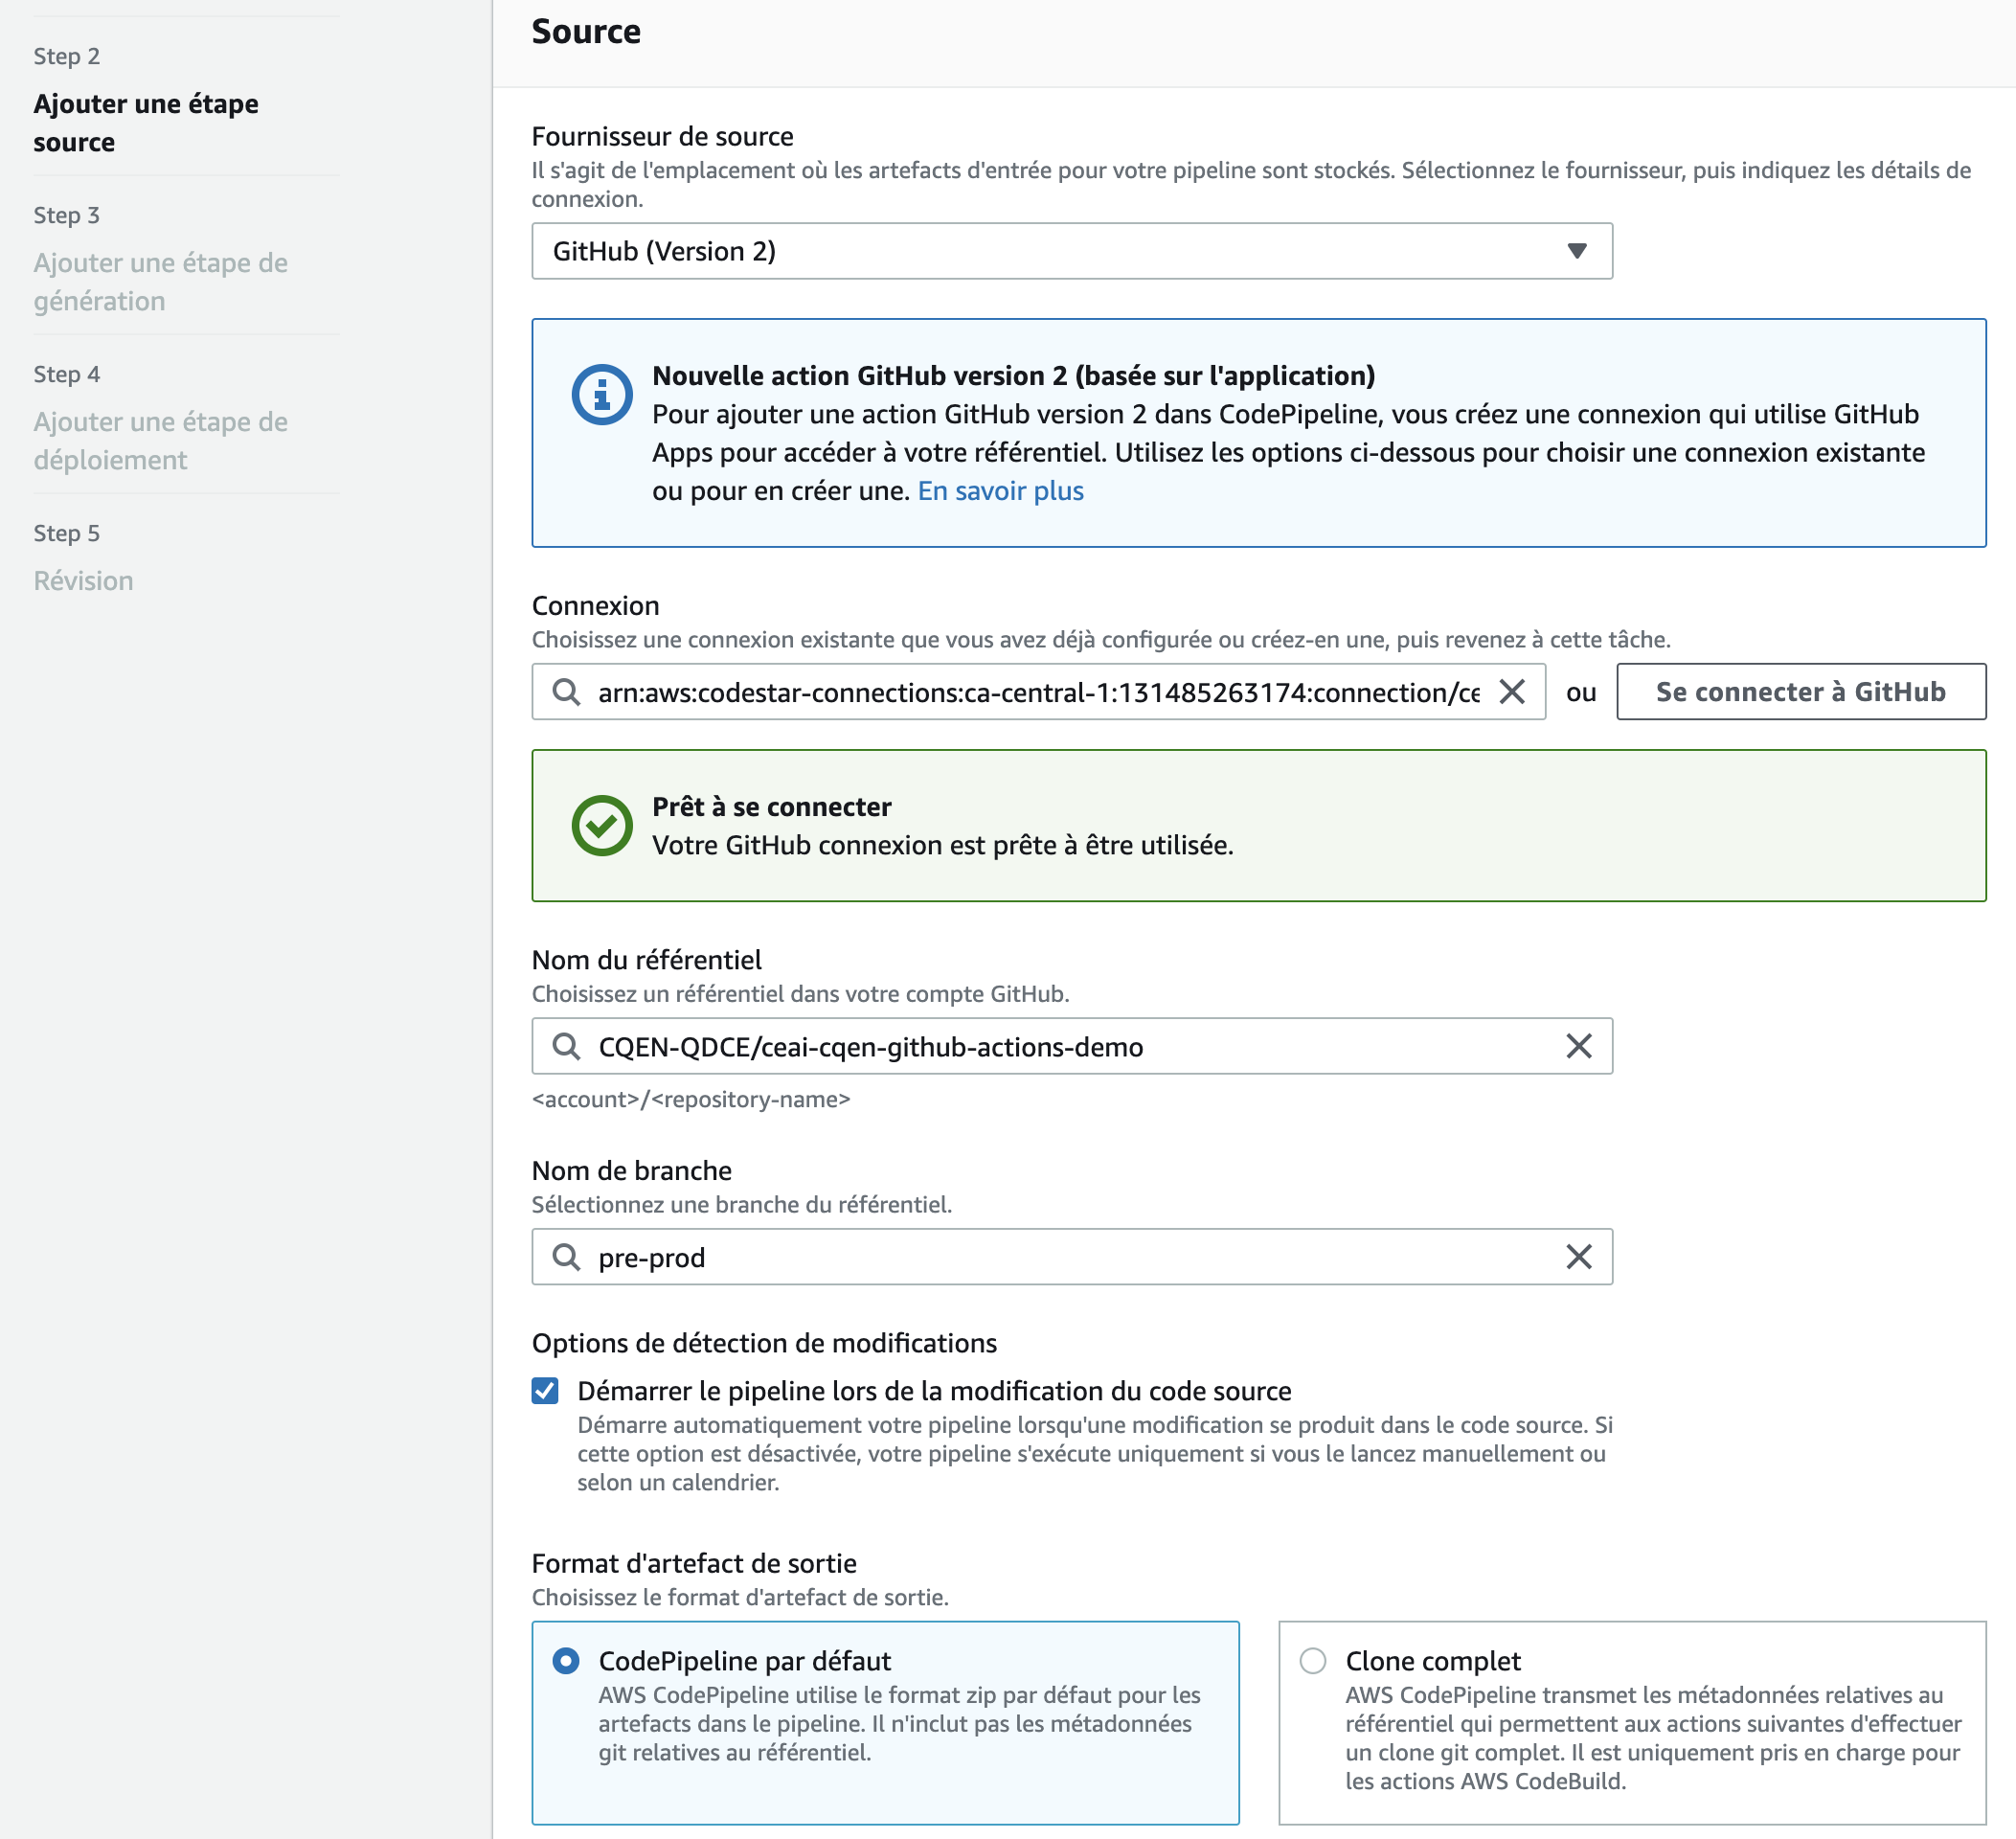 Step 2
Ajouter une étape
source
Step 3
Ajouter une étape de
génération
Step 4
Ajouter une étape de
déploiement
Step 5
Révision
Source
Fournisseur de source
Il s'agit de l'emplacement où les artefacts d'entrée pour votre pipeline sont stockés. Sélectionnez le fournisseur, puis indiquez les détails de
connexion.
GitHub (Version 2)
Nouvelle action GitHub version 2 (basée sur l'application)
Pour ajouter une action GitHub version 2 dans CodePipeline, vous créez une connexion qui utilise GitHub
Apps pour accéder à votre référentiel. Utilisez les options ci-dessous pour choisir une connexion existante
ou pour en créer une. En savoir plus
Connexion
Choisissez une connexion existante que vous avez déjà configurée ou créez-en une, puis revenez à cette tâche.
arn:aws:codestar-connections:ca-central-1:131485263174:connection/ce ou Se connecter à GitHub
Prêt à se connecter
Votre GitHub connexion est prête à être utilisée.
Nom du référentiel
Choisissez un référentiel dans votre compte GitHub.
CQEN-QDCE/ceai-cqen-github-actions-demo
<account>/<repository-name>
Nom de branche
Sélectionnez une branche du référentiel.
pre-prod
Options de détection de modifications
Démarrer le pipeline lors de la modification du code source
Démarre automatiquement votre pipeline lorsqu'une modification se produit dans le code source. Si
cette option est désactivée, votre pipeline s'exécute uniquement si vous le lancez manuellement ou
selon un calendrier.
Format d'artefact de sortie
Choisissez le format d'artefact de sortie.
CodePipeline par défaut
AWS CodePipeline utilise le format zip par défaut pour les
artefacts dans le pipeline. Il n'inclut pas les métadonnées
git relatives au référentiel.
Clone complet
AWS CodePipeline transmet les métadonnées relatives au
référentiel qui permettent aux actions suivantes d'effectuer
un clone git complet. Il est uniquement pris en charge pour
les actions AWS CodeBuild.